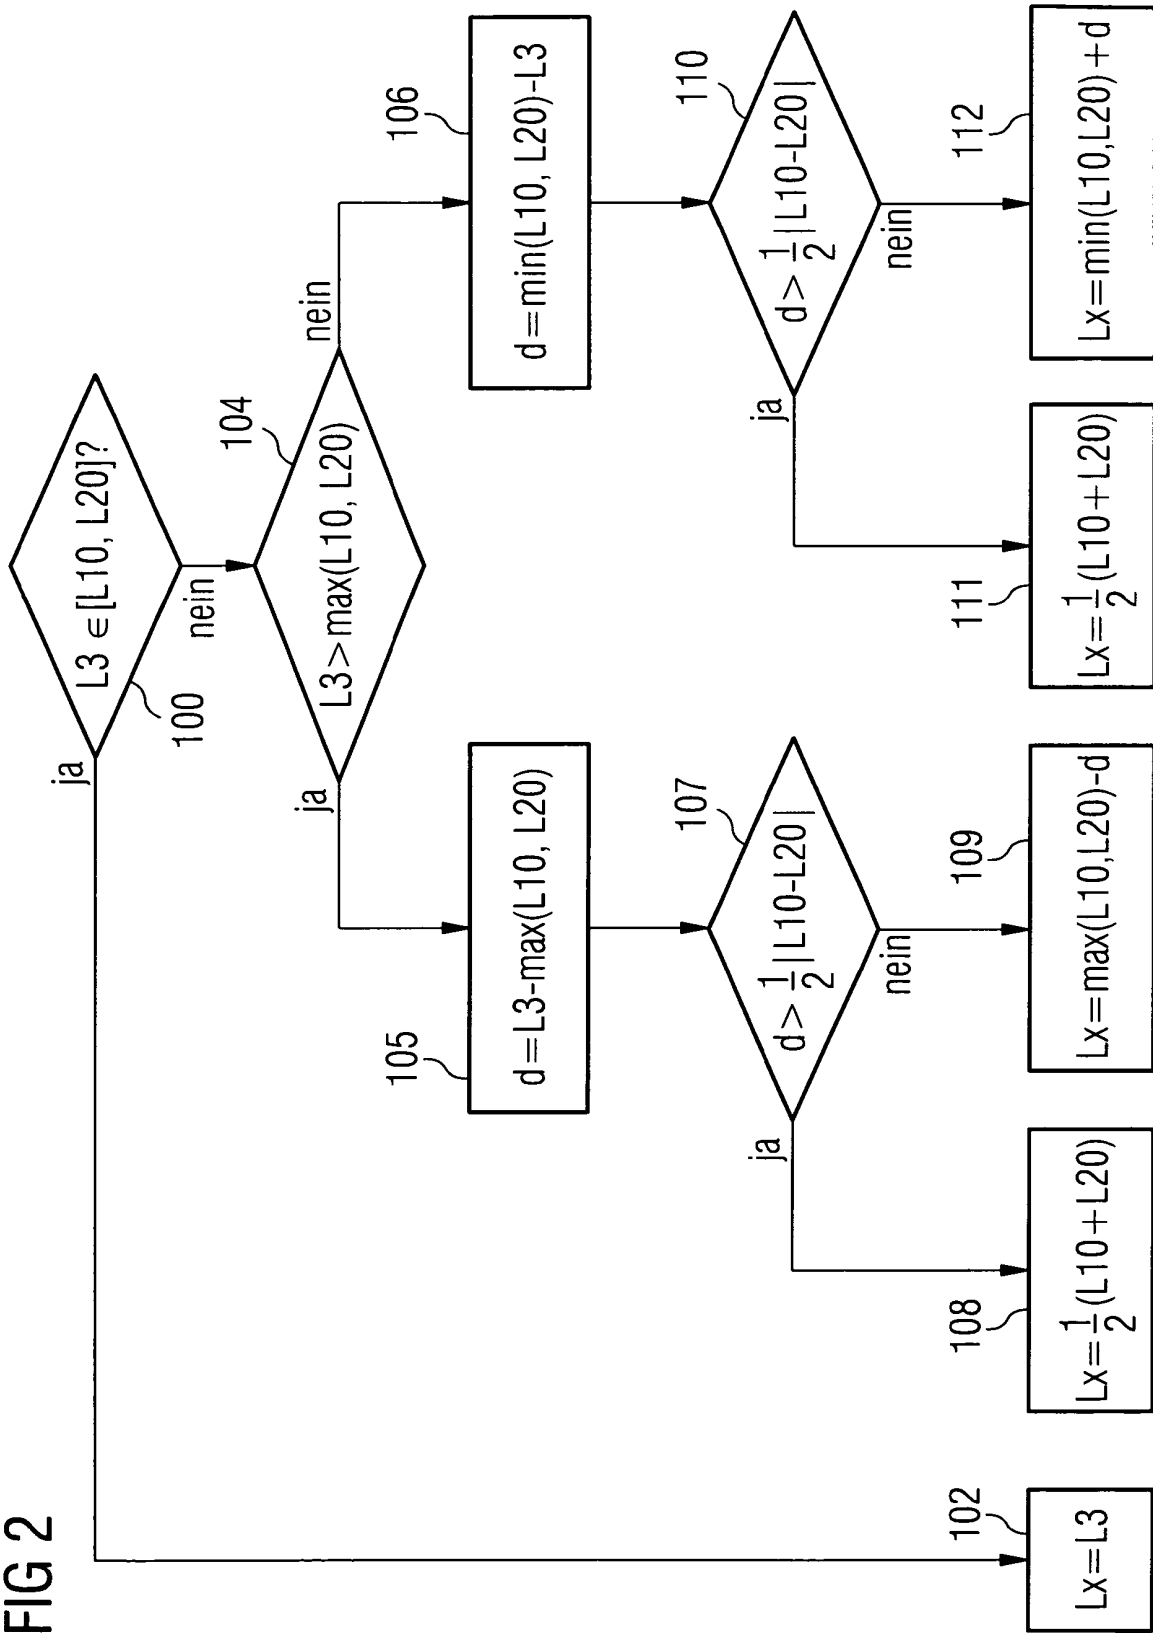 FIG 2
L3 ∈ [L10, L20]?
100
ja
nein
L3 > max(L10, L20)
104
ja
nein
d = L3-max(L10, L20)
105
d = min(L10, L20)-L3
106
d > 1/2 |L10-L20|
107
ja
nein
d > 1/2 |L10-L20|
110
ja
nein
Lx = L3
102
Lx = 1/2 (L10+L20)
108
Lx = max(L10,L20)-d
109
Lx = 1/2 (L10+L20)
111
Lx = min(L10,L20)+d
112